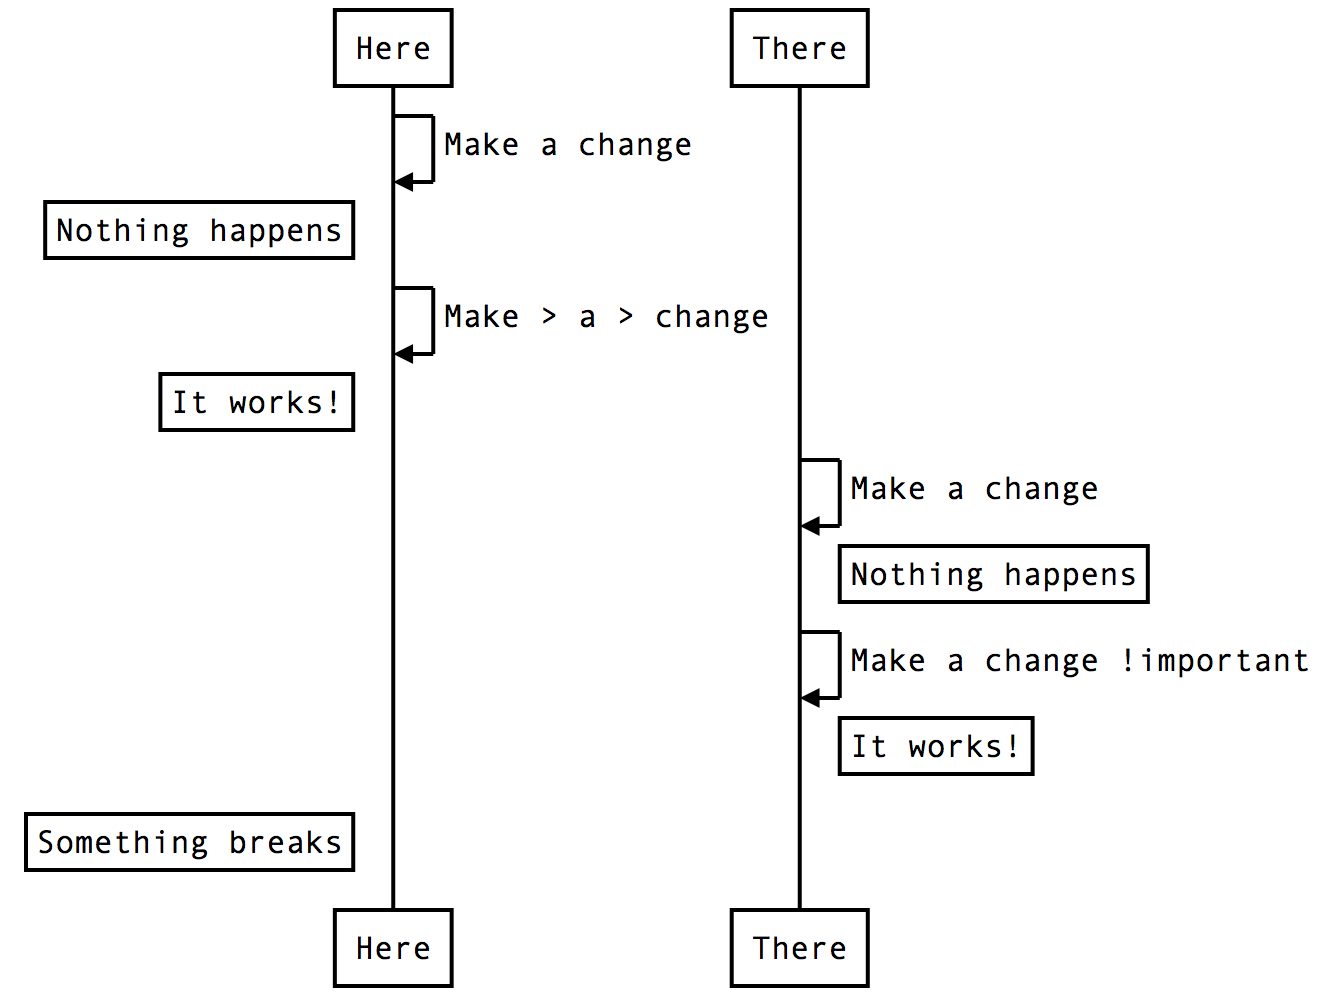 Here
There
Make a change
Nothing happens
Make > a > change
It works!
Make a change
Nothing happens
Make a change !important
It works!
Something breaks
Here
There